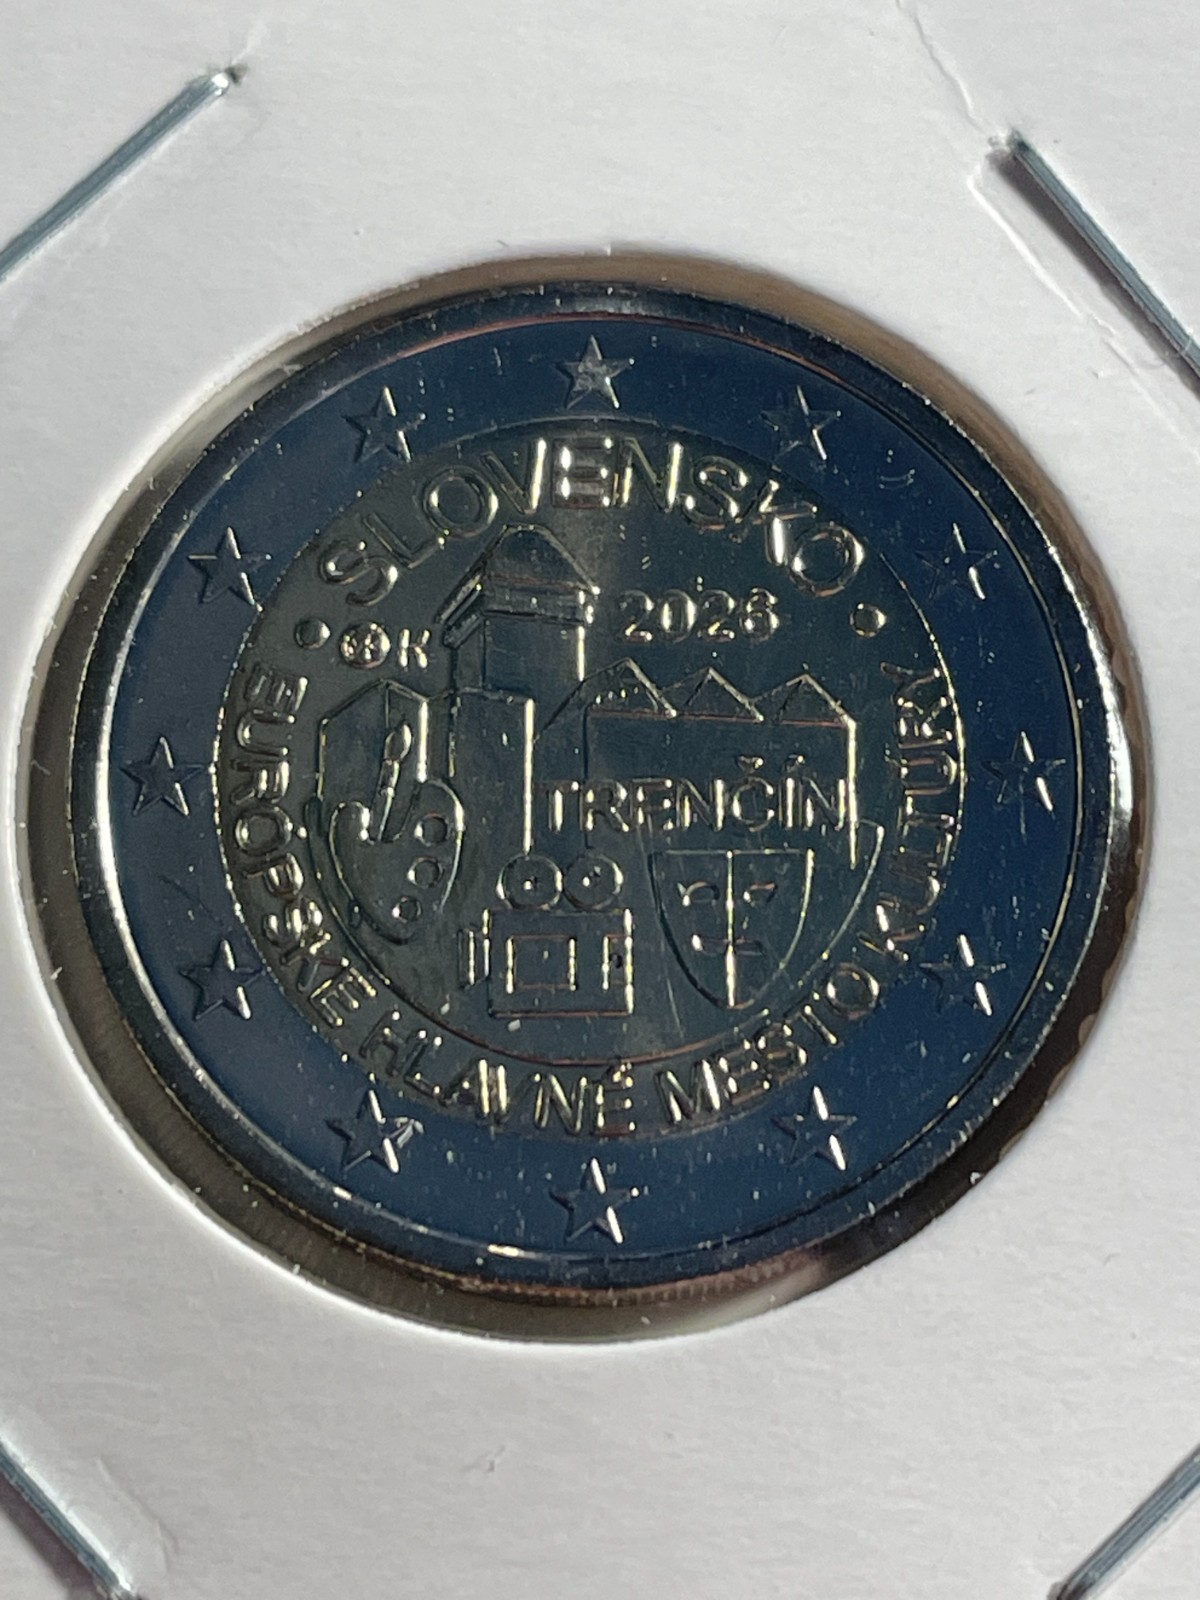 SLOVENSKO
2026
TRENČÍN
EURÓPSKE HLAVNÉ MESTO KULTÚRY